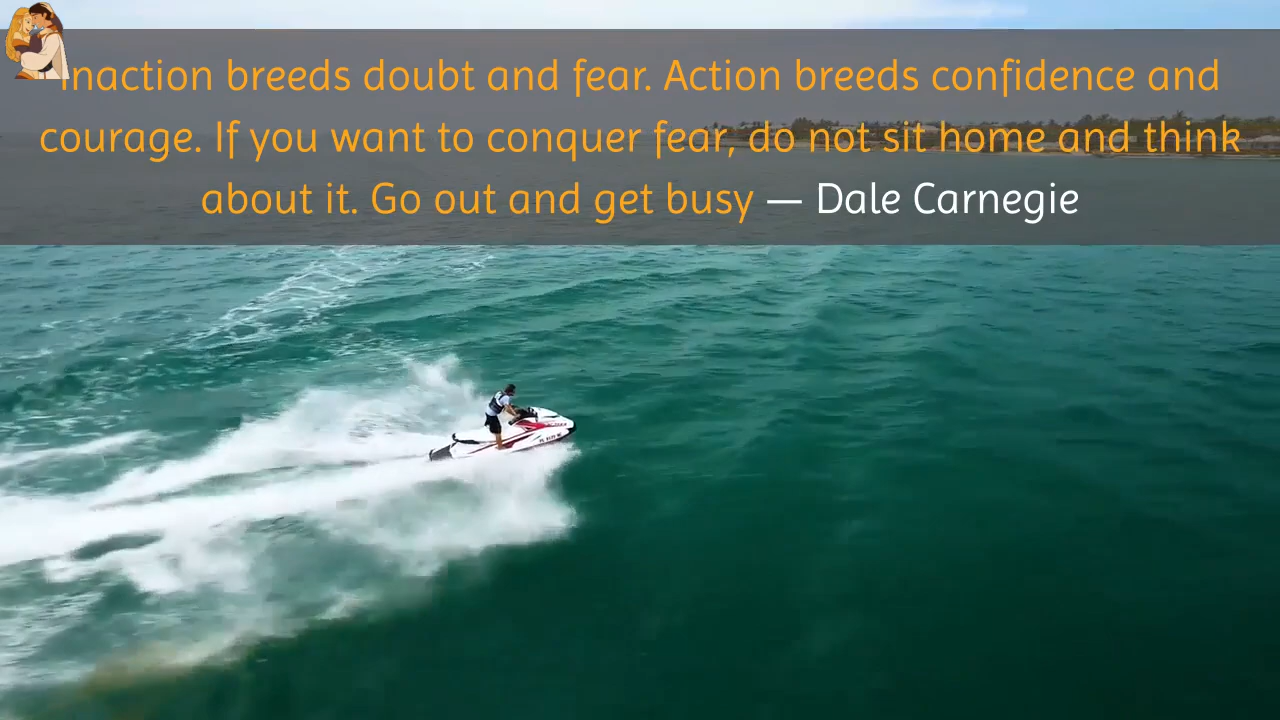 Inaction breeds doubt and fear. Action breeds confidence and
courage. If you want to conquer fear, do not sit home and think
about it. Go out and get busy — Dale Carnegie